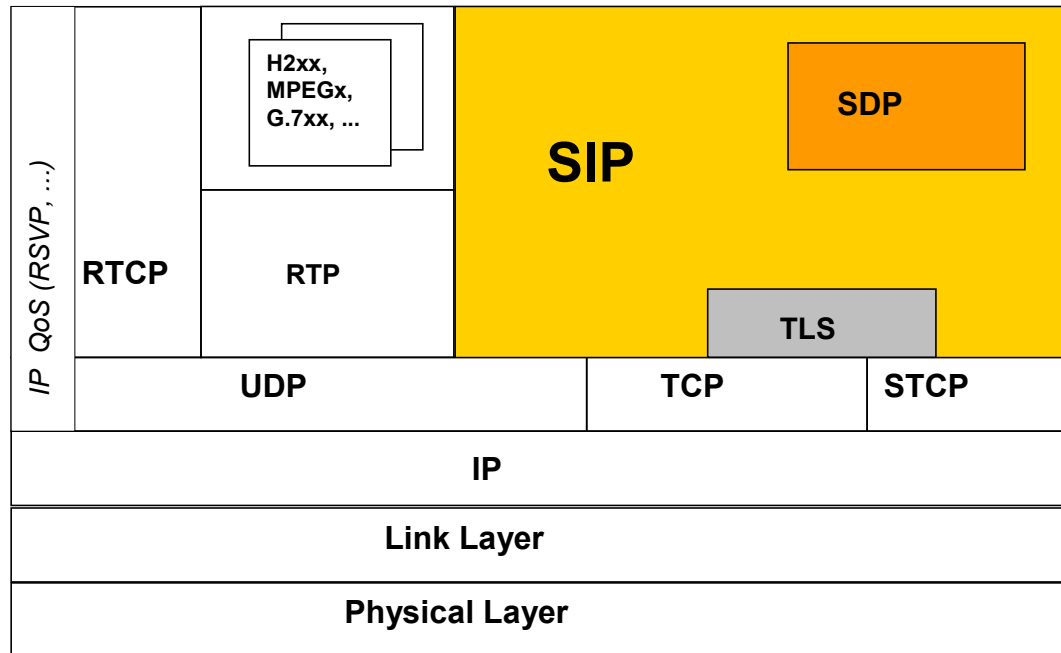 IP QoS (RSVP, ...)
H2xx,
MPEGx,
G.7xx, ...
SIP
SDP
RTCP
RTP
TLS
UDP
TCP
STCP
IP
Link Layer
Physical Layer